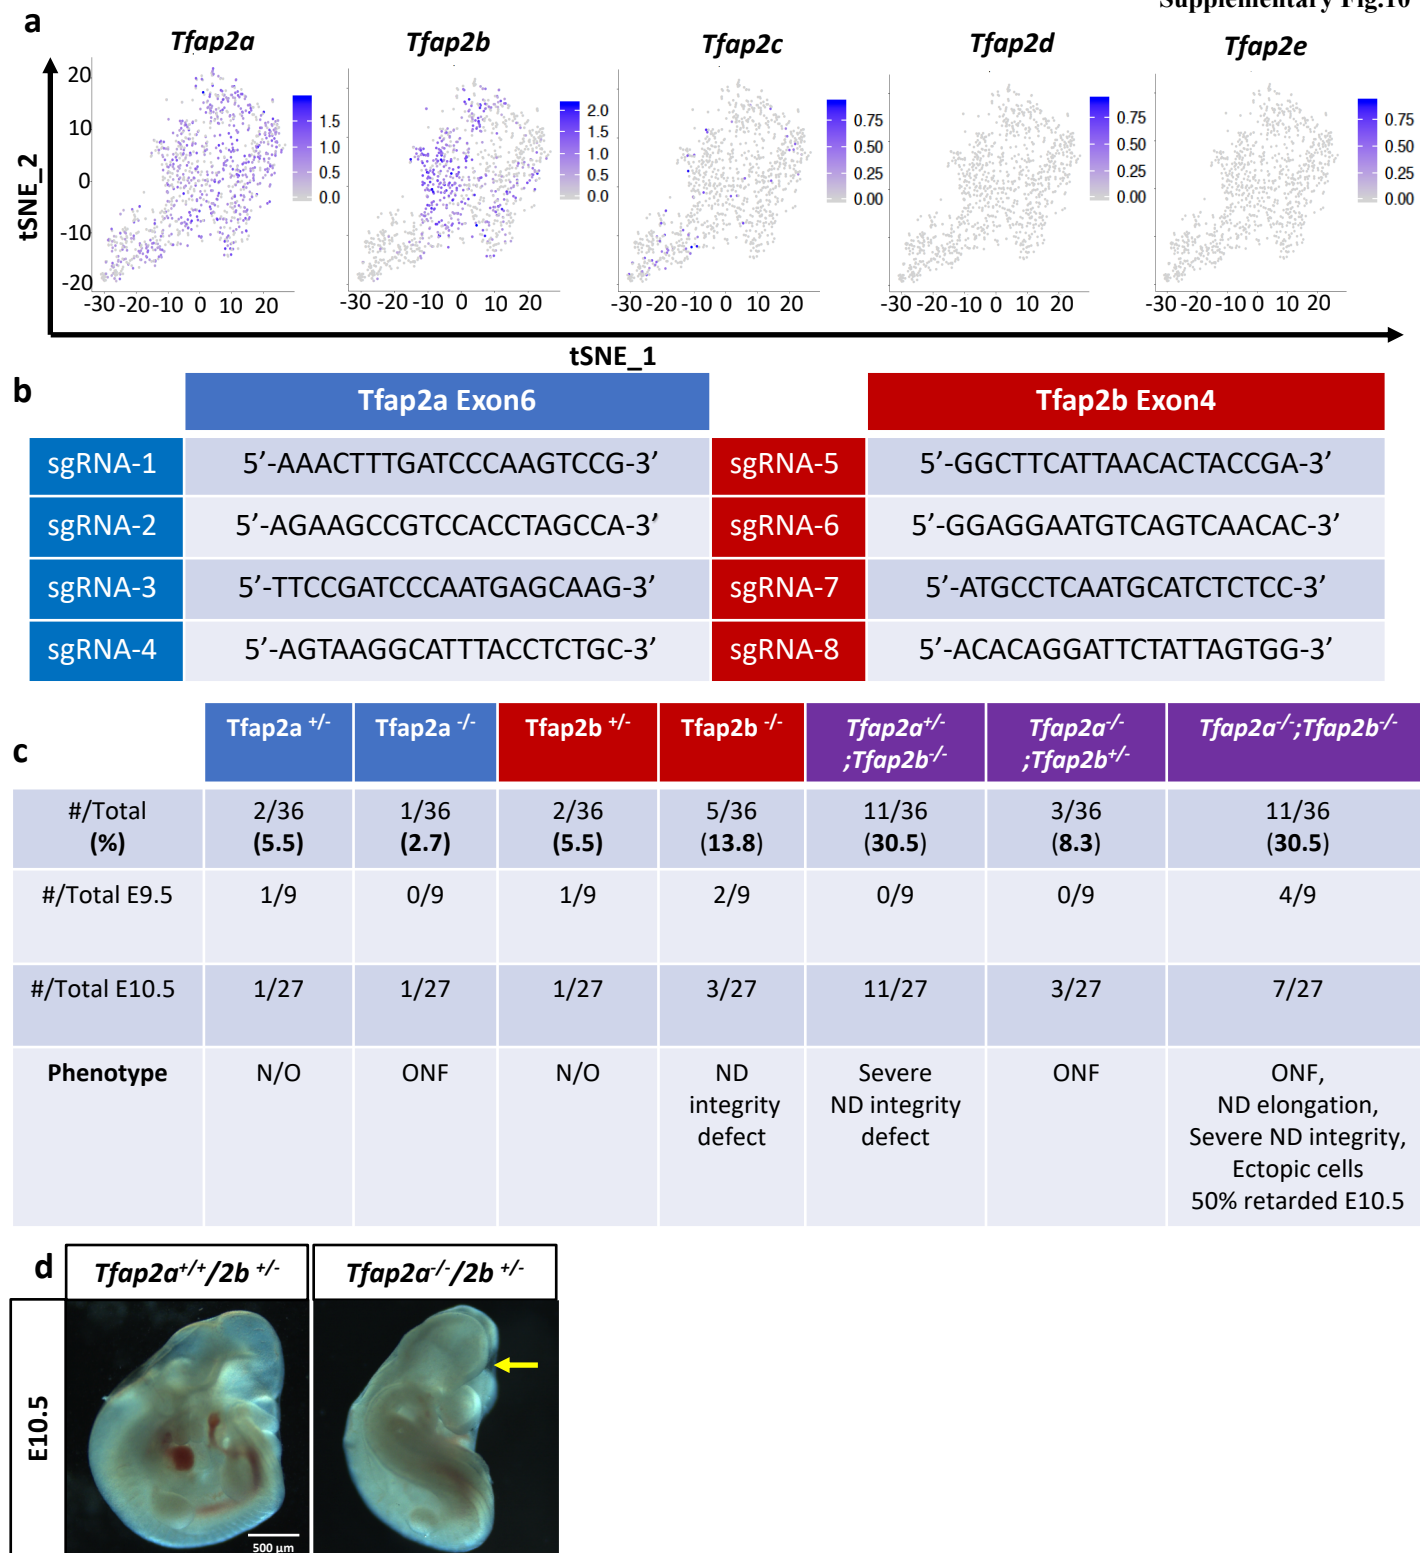 Supplementary Fig.10
a
Tfap2a
Tfap2b
Tfap2c
Tfap2d
Tfap2e
tSNE_2
20
10
0
-10
-20
1.5
1.0
0.5
0.0
2.0
1.5
1.0
0.5
0.0
0.75
0.50
0.25
0.00
0.75
0.50
0.25
0.00
0.75
0.50
0.25
0.00
-30 -20 -10 0 10 20
-30 -20 -10 0 10 20
-30 -20 -10 0 10 20
-30 -20 -10 0 10 20
-30 -20 -10 0 10 20
tSNE_1
b
Tfap2a Exon6
Tfap2b Exon4
sgRNA-1 5’-AAACTTTGATCCCAAGTCCG-3’ sgRNA-5 5’-GGCTTCATTAACACTACCGA-3’
sgRNA-2 5’-AGAAGCCGTCCACCTAGCCA-3’ sgRNA-6 5’-GGAGGAATGTCAGTCAACAC-3’
sgRNA-3 5’-TTCCGATCCCAATGAGCAAG-3’ sgRNA-7 5’-ATGCCTCAATGCATCTCTCC-3’
sgRNA-4 5’-AGTAAGGCATTTACCTCTGC-3’ sgRNA-8 5’-ACACAGGATTCTATTAGTGG-3’
c
Tfap2a +/-
Tfap2a -/-
Tfap2b +/-
Tfap2b -/-
Tfap2a+/-
;Tfap2b-/-
Tfap2a-/-
;Tfap2b+/-
Tfap2a-/-;Tfap2b-/-
#/Total 2/36 1/36 2/36 5/36 11/36 3/36 11/36
(%) (5.5) (2.7) (5.5) (13.8) (30.5) (8.3) (30.5)
#/Total E9.5 1/9 0/9 1/9 2/9 0/9 0/9 4/9
#/Total E10.5 1/27 1/27 1/27 3/27 11/27 3/27 7/27
Phenotype
N/O
ONF
N/O
ND
integrity
defect
Severe
ND integrity
defect
ONF
ONF,
ND elongation,
Severe ND integrity,
Ectopic cells
50% retarded E10.5
d
Tfap2a+/+/2b +/-
Tfap2a-/-/2b +/-
E10.5
500 µm